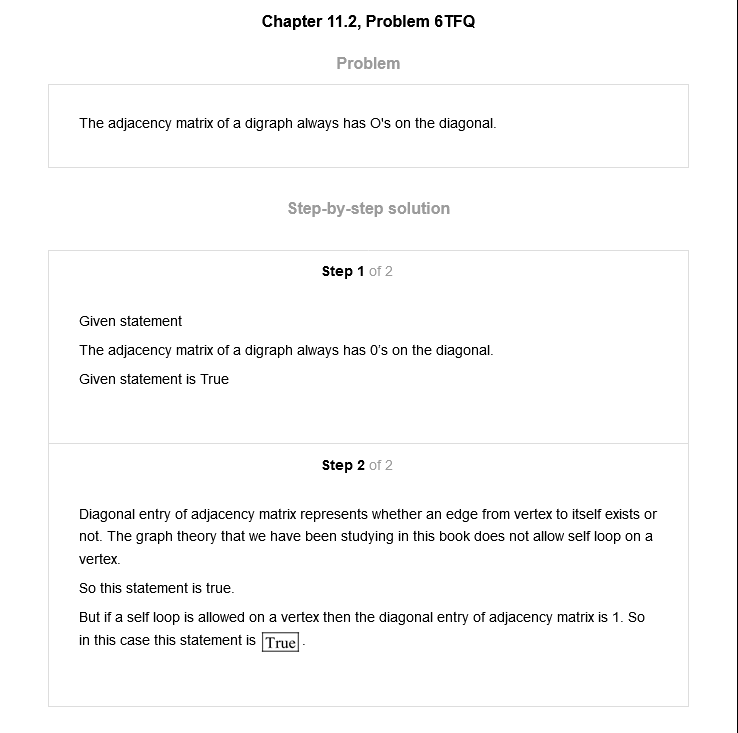 Chapter 11.2, Problem 6TFQ
Problem
The adjacency matrix of a digraph always has O's on the diagonal.
Step-by-step solution
Step 1 of 2
Given statement
The adjacency matrix of a digraph always has 0's on the diagonal.
Given statement is True
Step 2 of 2
Diagonal entry of adjacency matrix represents whether an edge from vertex to itself exists or
not. The graph theory that we have been studying in this book does not allow self loop on a
vertex.
So this statement is true.
But if a self loop is allowed on a vertex then the diagonal entry of adjacency matrix is 1. So
in this case this statement is True.